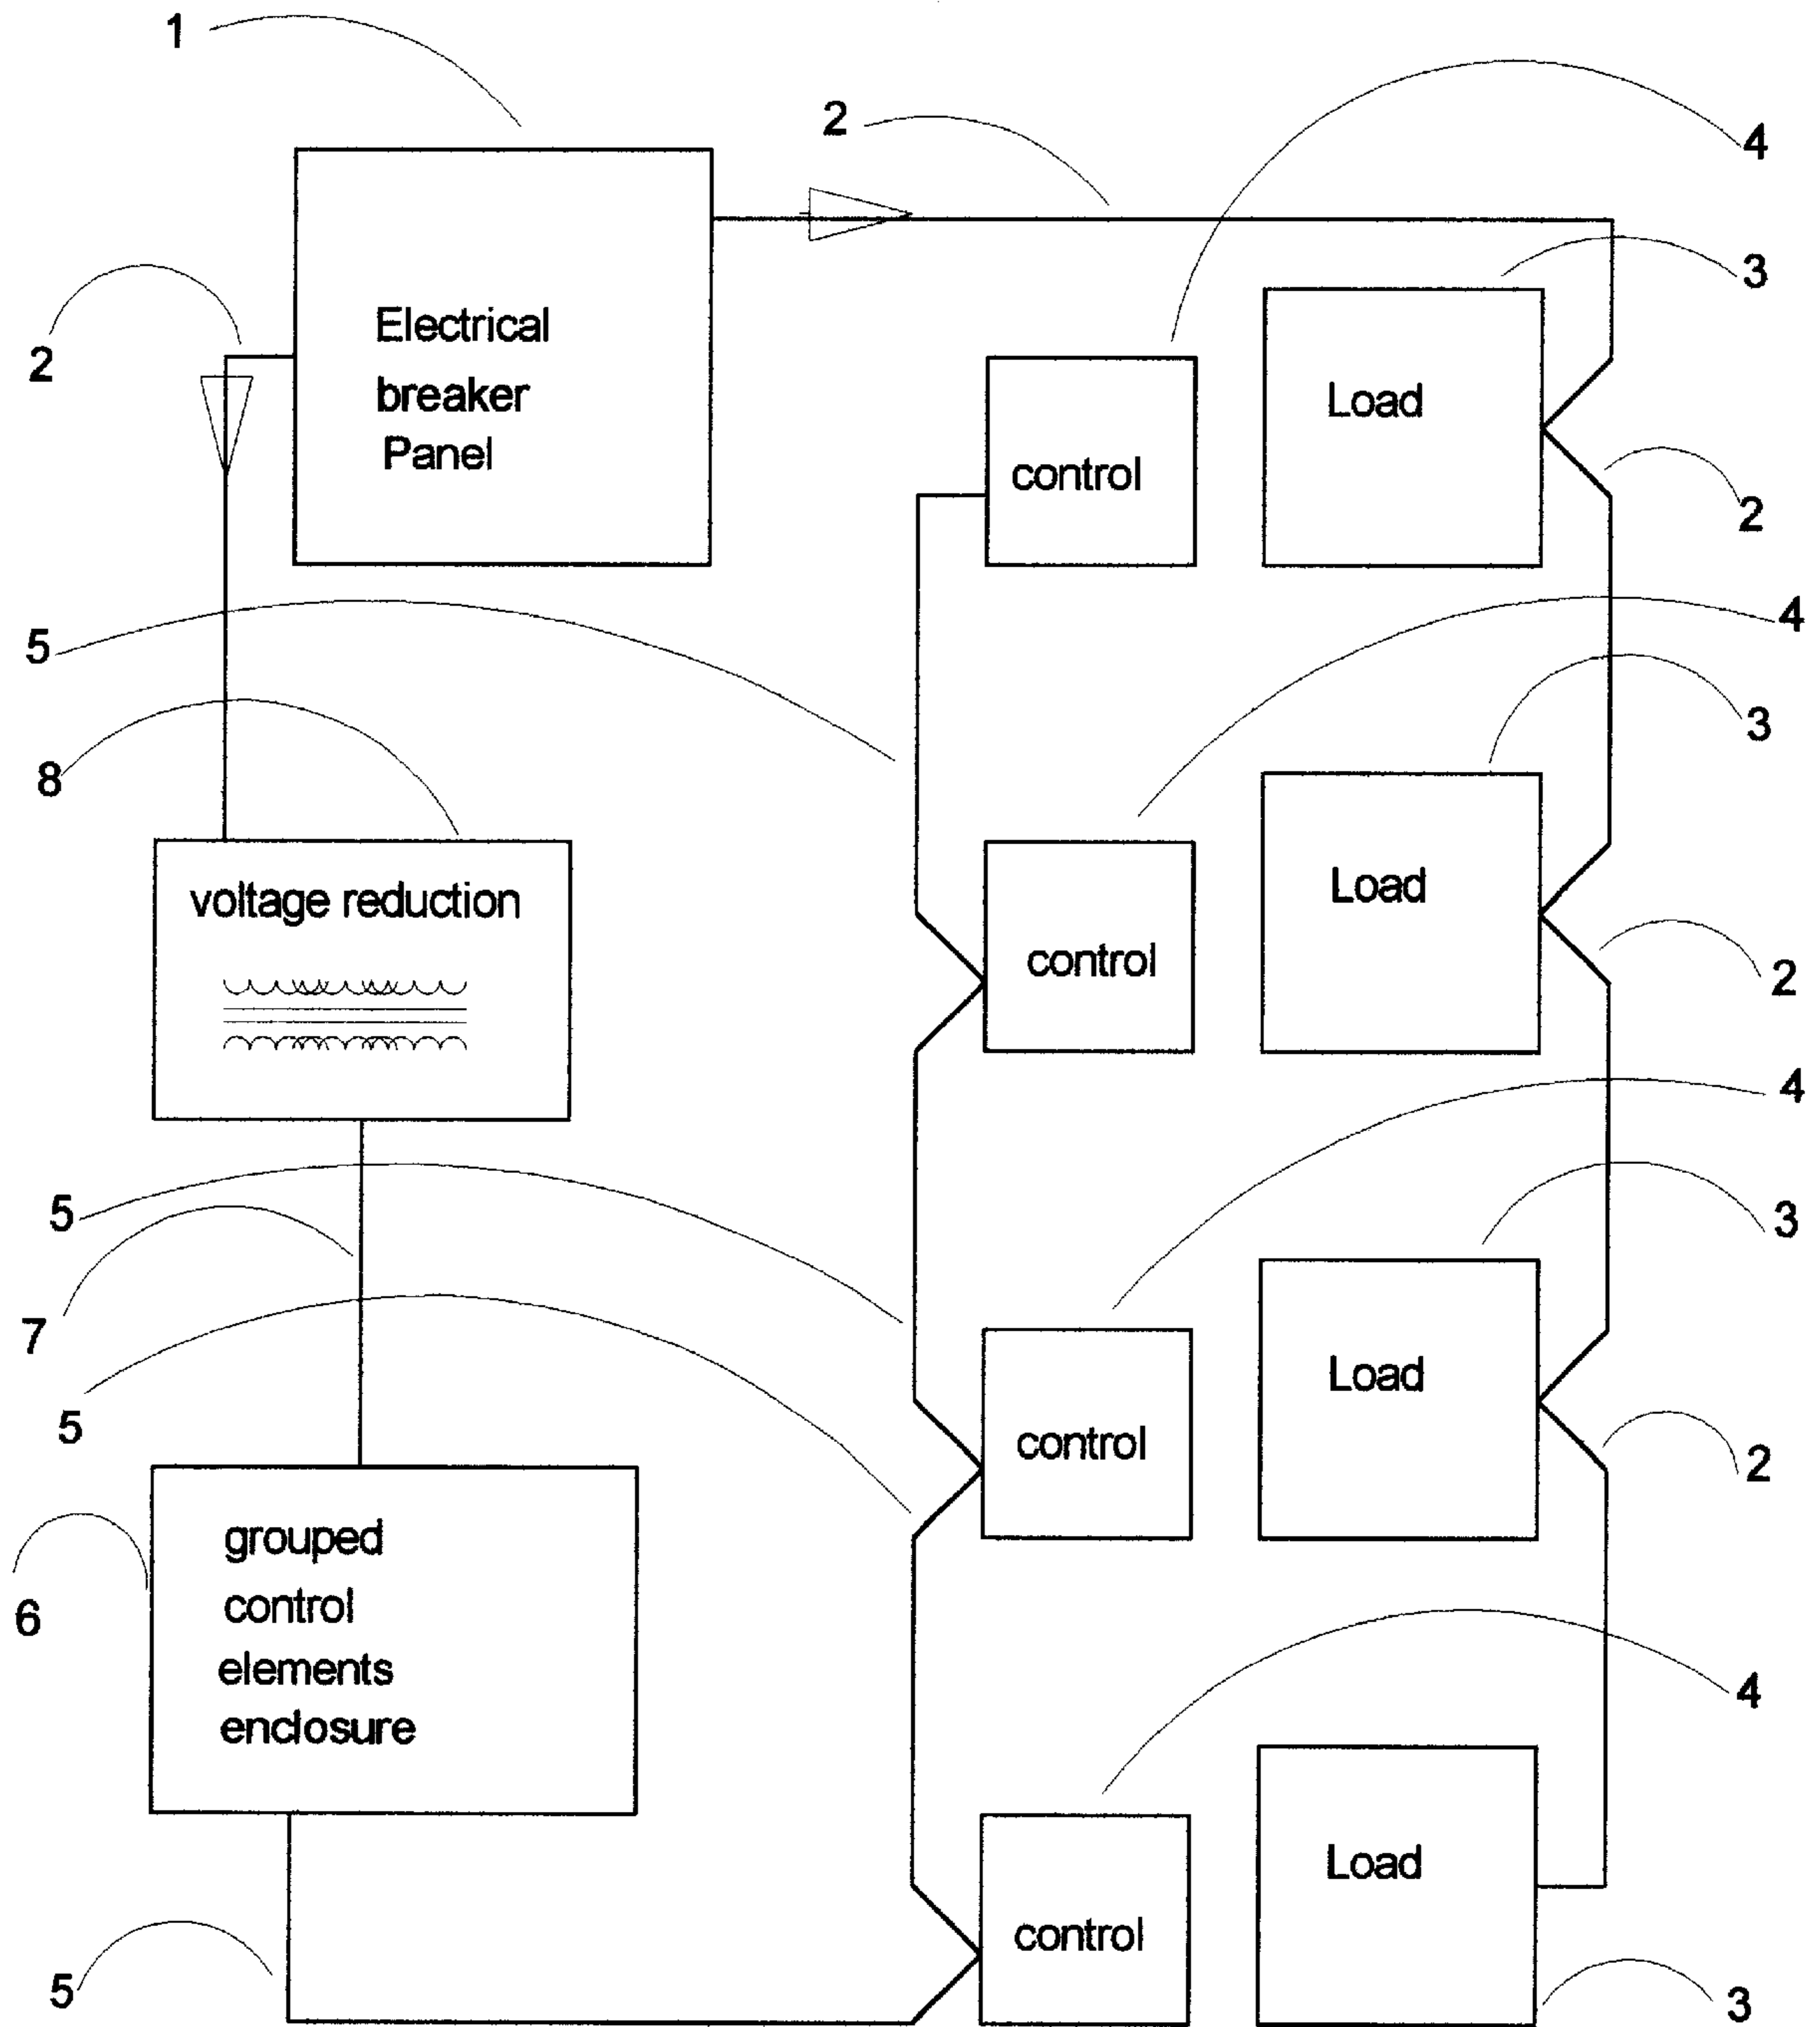 1
2
4
3
2
Electrical
breaker
Panel
Load
control
2
5
4
3
8
voltage reduction
Load
control
2
4
5
3
7
5
control
Load
2
grouped
control
elements
enclosure
6
4
Load
control
5
3